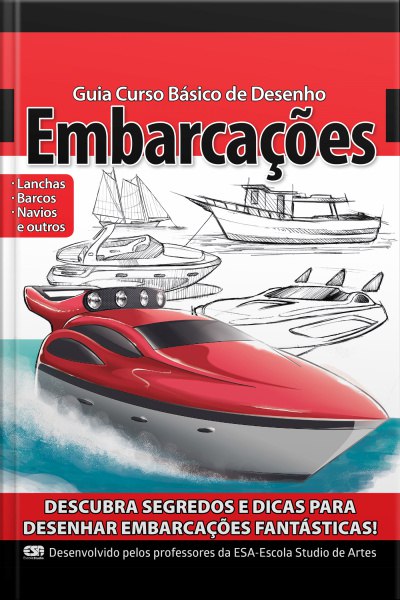 Guia Curso Básico de Desenho
Embarcações
· Lanchas
· Barcos
· Navios
e outros
DESCUBRA SEGREDOS E DICAS PARA
DESENHAR EMBARCAÇÕES FANTÁSTICAS!
ESA Desenvolvido pelos professores da ESA-Escola Studio de Artes